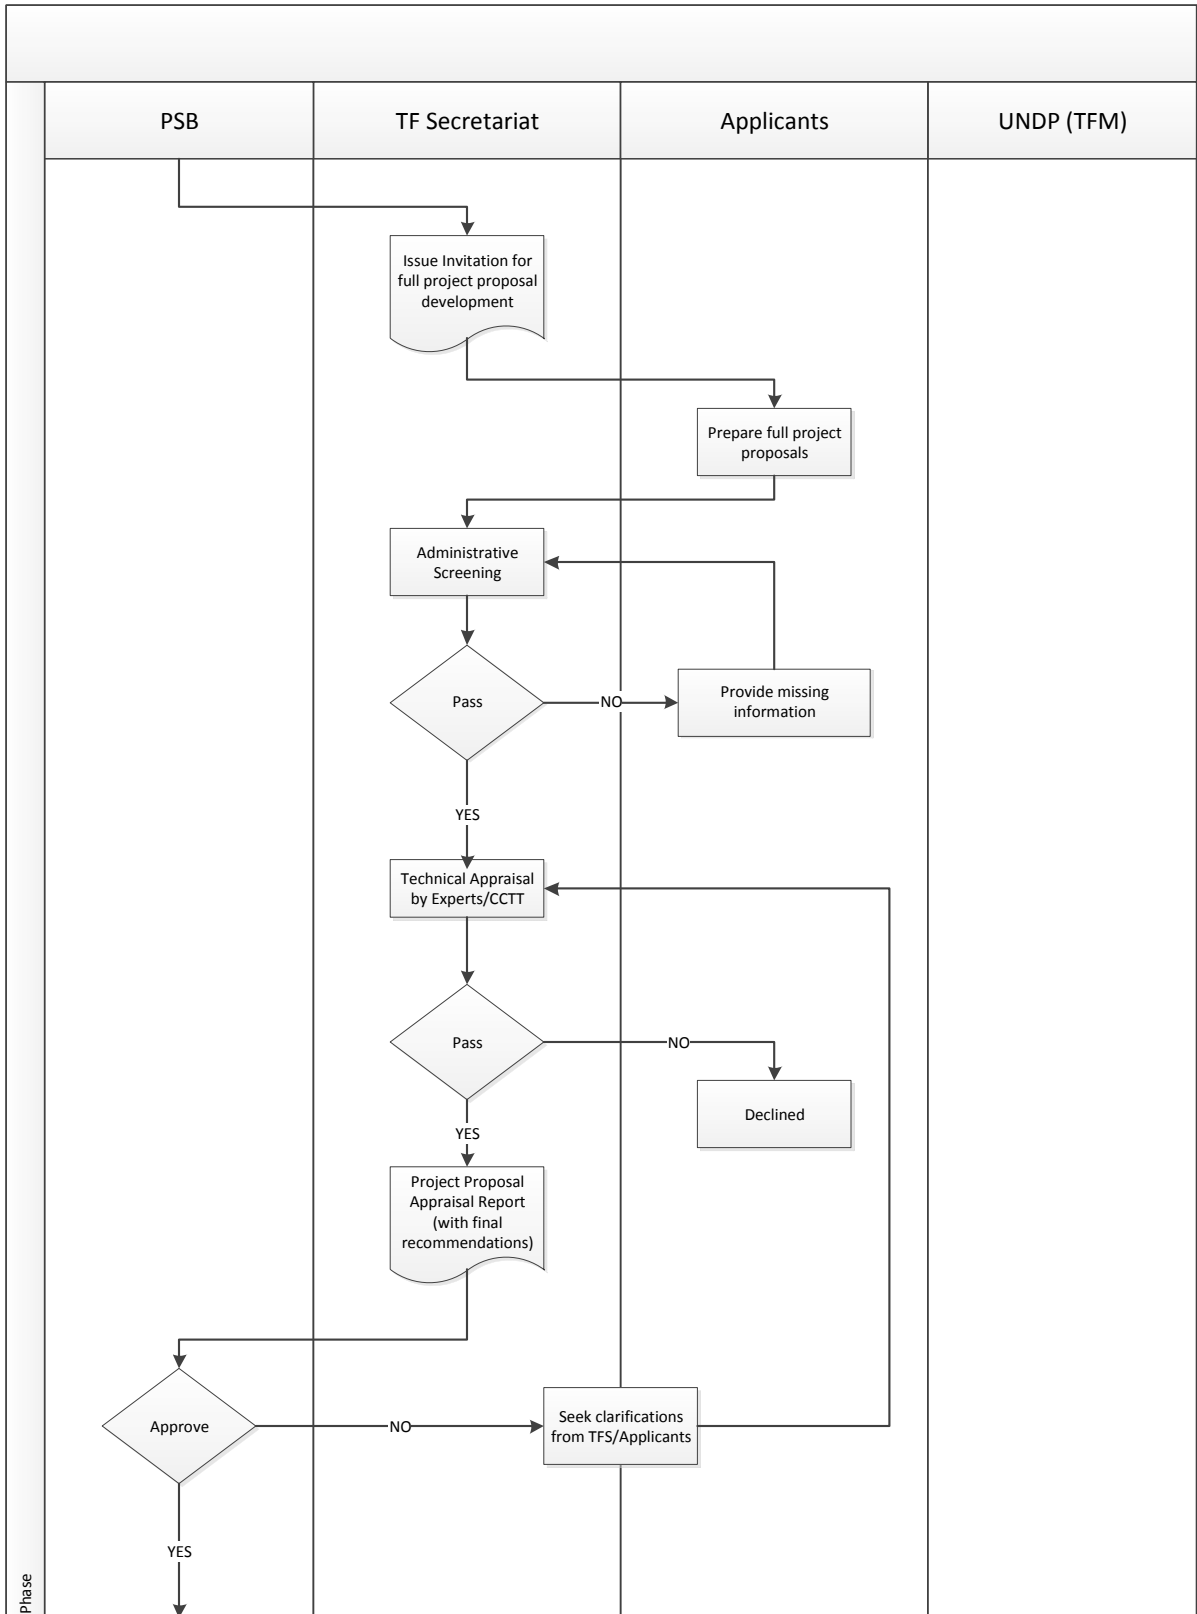 PSB
TF Secretariat
Applicants
UNDP (TFM)
Issue Invitation for
full project proposal
development
Prepare full project
proposals
Administrative
Screening
Pass
NO
Provide missing
information
YES
Technical Appraisal
by Experts/CCTT
Pass
NO
Declined
YES
Project Proposal
Appraisal Report
(with final
recommendations)
Approve
NO
Seek clarifications
from TFS/Applicants
YES
Phase